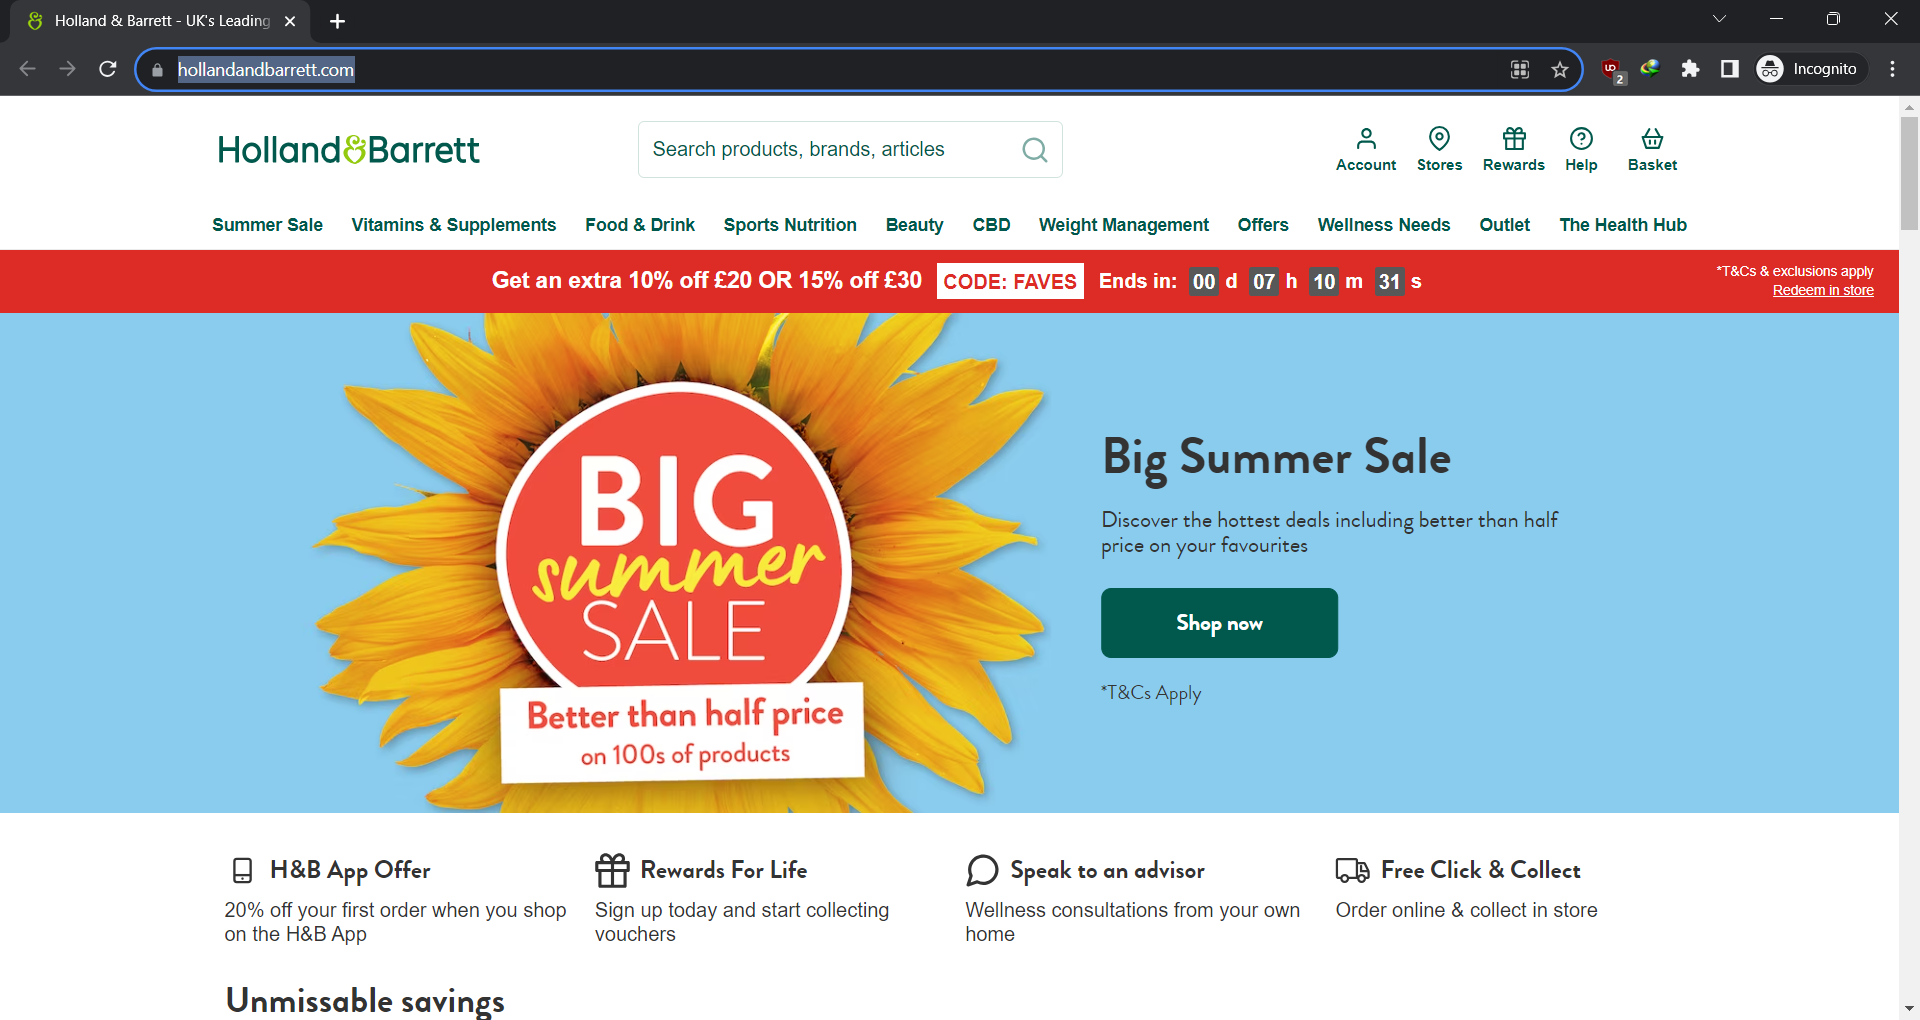 Holland & Barrett - UK's Leading
hollandandbarrett.com
2
Incognito
Holland&Barrett
Search products, brands, articles
Account
Stores
Rewards
Help
Basket
Summer Sale
Vitamins & Supplements
Food & Drink
Sports Nutrition
Beauty
CBD
Weight Management
Offers
Wellness Needs
Outlet
The Health Hub
Get an extra 10% off £20 OR 15% off £30 CODE: FAVES Ends in: 00 d 07 h 10 m 31 s
*T&Cs & exclusions apply
Redeem in store
BIG
summer
SALE
Better than half price
on 100s of products
Big Summer Sale
Discover the hottest deals including better than half
price on your favourites
Shop now
*T&Cs Apply
H&B App Offer
20% off your first order when you shop
on the H&B App
Rewards For Life
Sign up today and start collecting
vouchers
Speak to an advisor
Wellness consultations from your own
home
Free Click & Collect
Order online & collect in store
Unmissable savings